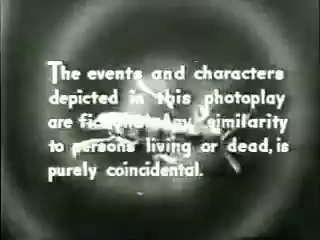 The events and characters
depicted in this photoplay
are similarity
to persons living or dead, is
purely coincidental.